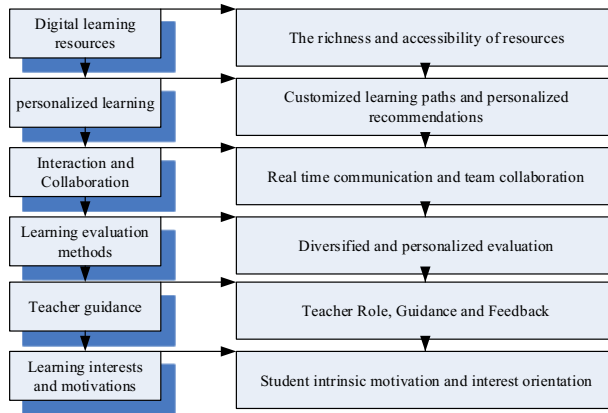 Digital learning
resources
The richness and accessibility of resources
personalized learning
Customized learning paths and personalized
recommendations
Interaction and
Collaboration
Real time communication and team collaboration
Learning evaluation
methods
Diversified and personalized evaluation
Teacher guidance
Teacher Role, Guidance and Feedback
Learning interests
and motivations
Student intrinsic motivation and interest orientation